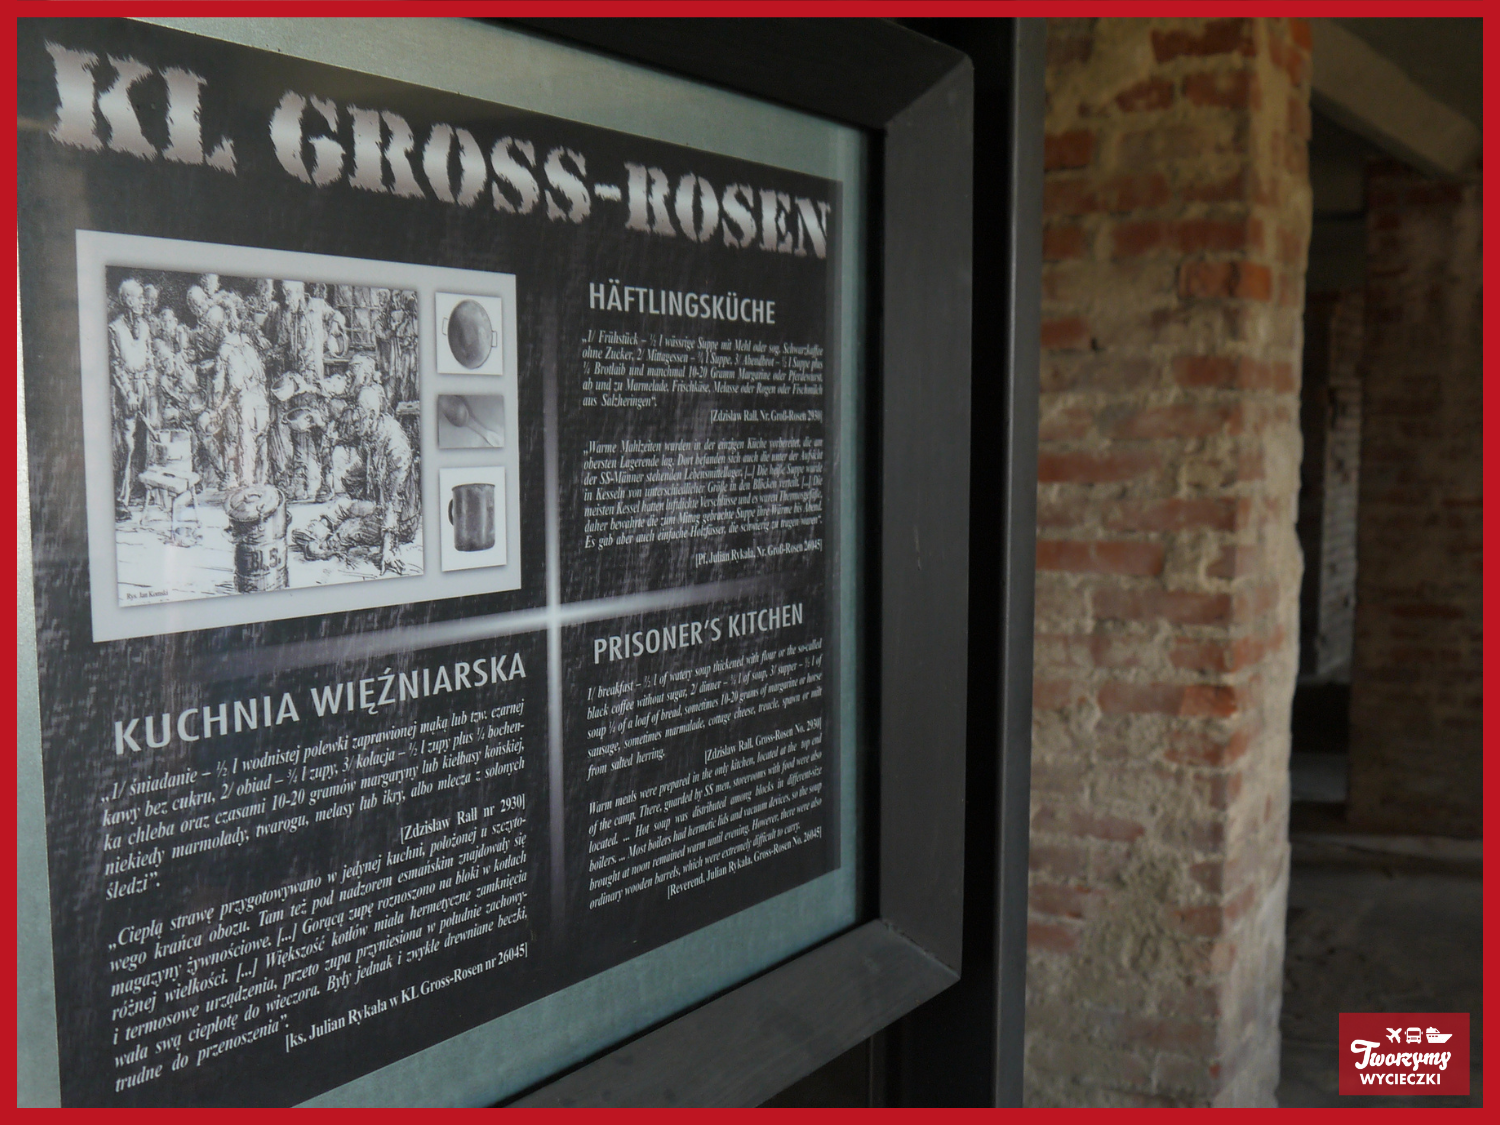 KL GROSS-ROSEN
Rys. Jan Komski
KUCHNIA WIĘŹNIARSKA
„1/ śniadanie – ½ l wodnistej polewki zaprawionej mąką lub tzw. czarnej
kawy bez cukru, 2/ obiad – ¾ l zupy, 3/ kolacja – ½ l zupy plus ¼ bochen-
ka chleba oraz czasami 10-20 gramów margaryny lub kiełbasy końskiej,
niekiedy marmolady, twarogu, melasy lub ikry, albo mlecza z solonych
śledzi”.
[Zdzisław Rall nr 2930]
„Ciepłą strawę przygotowywano w jedynej kuchni, położonej u szczyto-
wego krańca obozu. Tam też pod nadzorem esmańskim znajdowały się
magazyny żywnościowe. [...] Gorącą zupę roznoszono na bloki w kotłach
różnej wielkości. [...] Większość kotłów miała hermetyczne zamknięcia
i termosowe urządzenia, przeto zupa przyniesiona w południe zachowy-
wała swą ciepłotę do wieczora. Były jednak i zwykłe drewniane beczki,
trudne do przenoszenia”.
[ks. Julian Rykała w KL Gross-Rosen nr 26045]
HÄFTLINGSKÜCHE
„1/ Frühstück – ½ l wässrige Suppe mit Mehl oder sog. Schwarzkaffee
ohne Zucker, 2/ Mittagessen – ¾ l Suppe, 3/ Abendbrot – ½ l Suppe plus
¼ Brotlaib und manchmal 10-20 Gramm Margarine oder Pferdewurst,
ab und zu Marmelade, Frischkäse, Melasse oder Rogen oder Fischmilch
aus Salzheringen“.
[Zdzisław Rall, Nr. Groß-Rosen 2930]
„Warme Mahlzeiten wurden in der einzigen Küche vorbereitet, die am
obersten Lagerende lag. Dort befanden sich auch die unter der Aufsicht
der SS-Männer stehenden Lebensmittellager. [...] Die heiße Suppe wurde
in Kesseln von unterschiedlicher Größe in den Blöcken verteilt. [...] Die
meisten Kessel hatten luftdichte Verschlüsse und es waren Thermosgefäße,
daher bewahrte die zum Mittag gebrachte Suppe ihre Wärme bis Abend.
Es gab aber auch einfache Holzfässer, die schwierig zu tragen waren“.
[Pf. Julian Rykała, Nr. Groß-Rosen 26045]
PRISONER'S KITCHEN
1/ breakfast – ½ l of watery soup thickened with flour or the so-called
black coffee without sugar, 2/ dinner – ¾ l of soup, 3/ supper – ½ l of
soup ¼ of a loaf of bread, sometimes 10-20 grams of margarine or horse
sausage, sometimes marmalade, cottage cheese, treacle, spawn or milt
from salted herring.
[Zdzisław Rall, Gross-Rosen No. 2930]
Warm meals were prepared in the only kitchen, located at the top end
of the camp. There, guarded by SS men, storerooms with food were also
located. ... Hot soup was distributed among blocks in different-size
boilers. ... Most boilers had hermetic lids and vacuum devices, so the soup
brought at noon remained warm until evening. However, there were also
ordinary wooden barrels, which were extremely difficult to carry.
[Reverend, Julian Rykała, Gross-Rosen No. 26045]
Tworzymy
WYCIECZKI